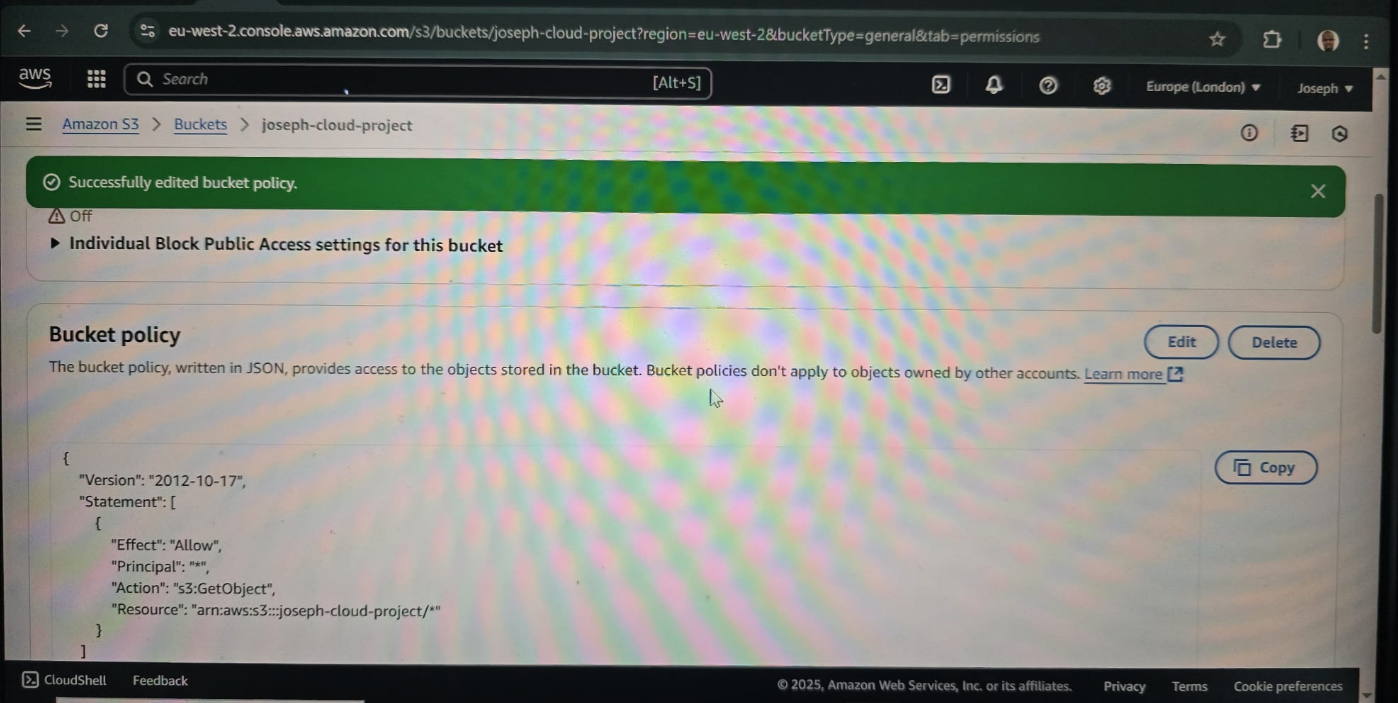 eu-west-2.console.aws.amazon.com/s3/buckets/joseph-cloud-project?region=eu-west-2&bucketType=general&tab=permissions
aws Search [Alt+S] Europe (London) Joseph
Amazon S3 > Buckets > joseph-cloud-project
Successfully edited bucket policy.
Off
Individual Block Public Access settings for this bucket
Bucket policy
Edit Delete
The bucket policy, written in JSON, provides access to the objects stored in the bucket. Bucket policies don't apply to objects owned by other accounts. Learn more
Copy
{
"Version": "2012-10-17",
"Statement": [
{
"Effect": "Allow",
"Principal": "*",
"Action": "s3:GetObject",
"Resource": "arn:aws:s3:::joseph-cloud-project/*"
}
]
CloudShell Feedback © 2025, Amazon Web Services, Inc. or its affiliates. Privacy Terms Cookie preferences